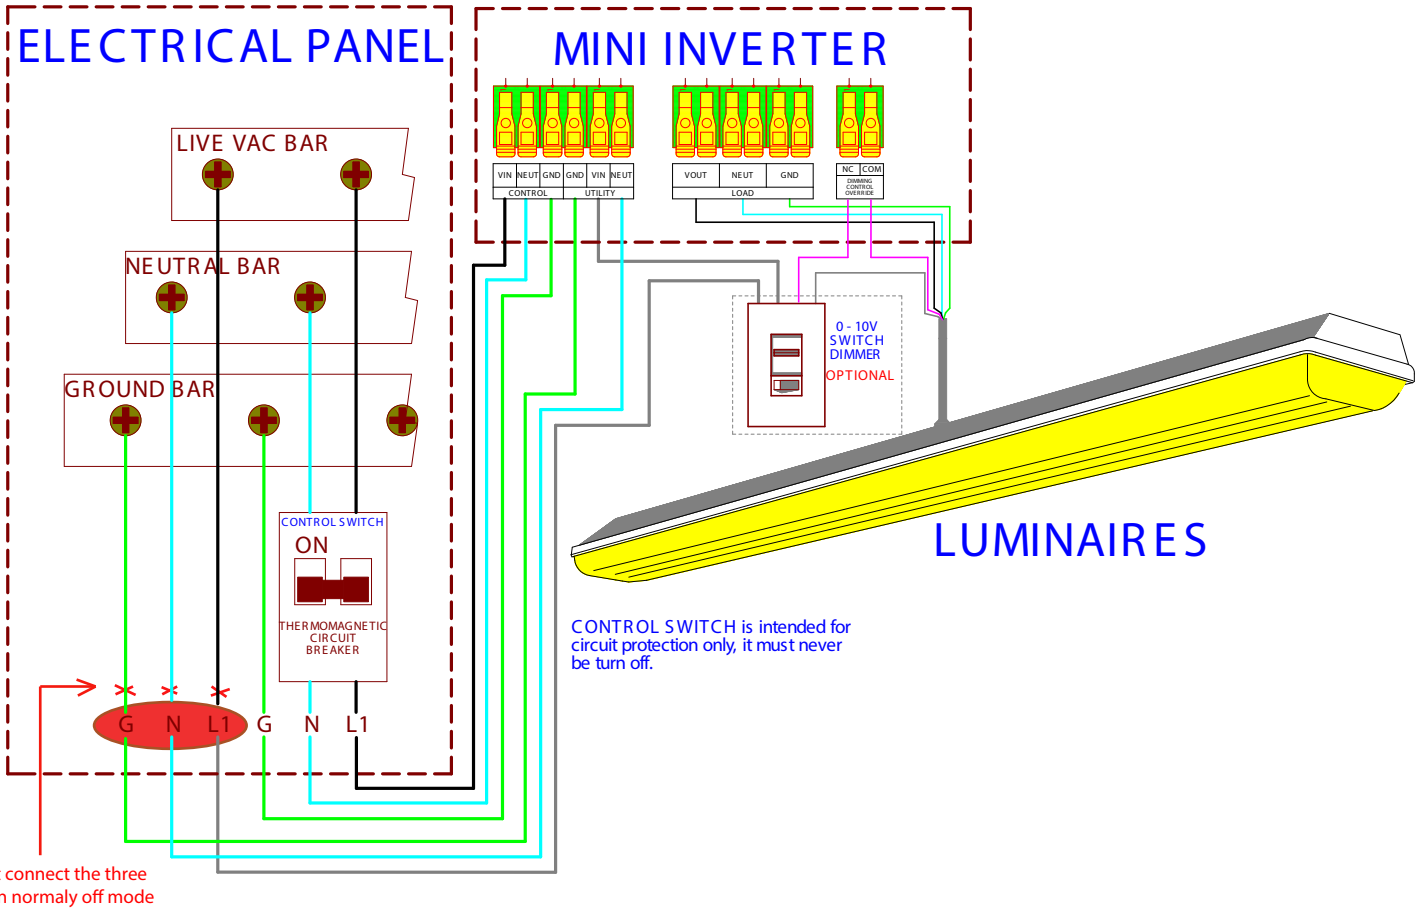 ELECTRICAL PANEL
MINI INVERTER
LIVE VAC BAR
NEUTRAL BAR
GROUND BAR
VIN NEUT GND GND VIN NEUT
CONTROL UTILITY
VOUT NEUT GND
LOAD
NC COM
DIMMING
CONTROL
OVERRIDE
0 - 10V
SWITCH
DIMMER
OPTIONAL
CONTROL SWITCH
ON
THERMOMAGNETIC
CIRCUIT
BREAKER
LUMINAIRES
CONTROL SWITCH is intended for
circuit protection only, it must never
be turn off.
G N L1 G N L1
connect the three
normaly off mode